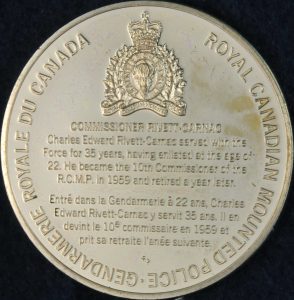 GENDARMERIE ROYALE DU CANADA
ROYAL CANADIAN MOUNTED POLICE
COMMISSIONER RIVETT-CARNAC
Charles Edward Rivett-Carnac served with the
Force for 35 years, having enlisted at the age of
22. He became the 10th Commissioner of the
R.C.M.P. in 1959 and retired a year later.
Entré dans la Gendarmerie à 22 ans, Charles
Edward Rivett-Carnac y servit 35 ans. Il en
devint le 10e commissaire en 1959 et
prit sa retraite l'anée suivante.